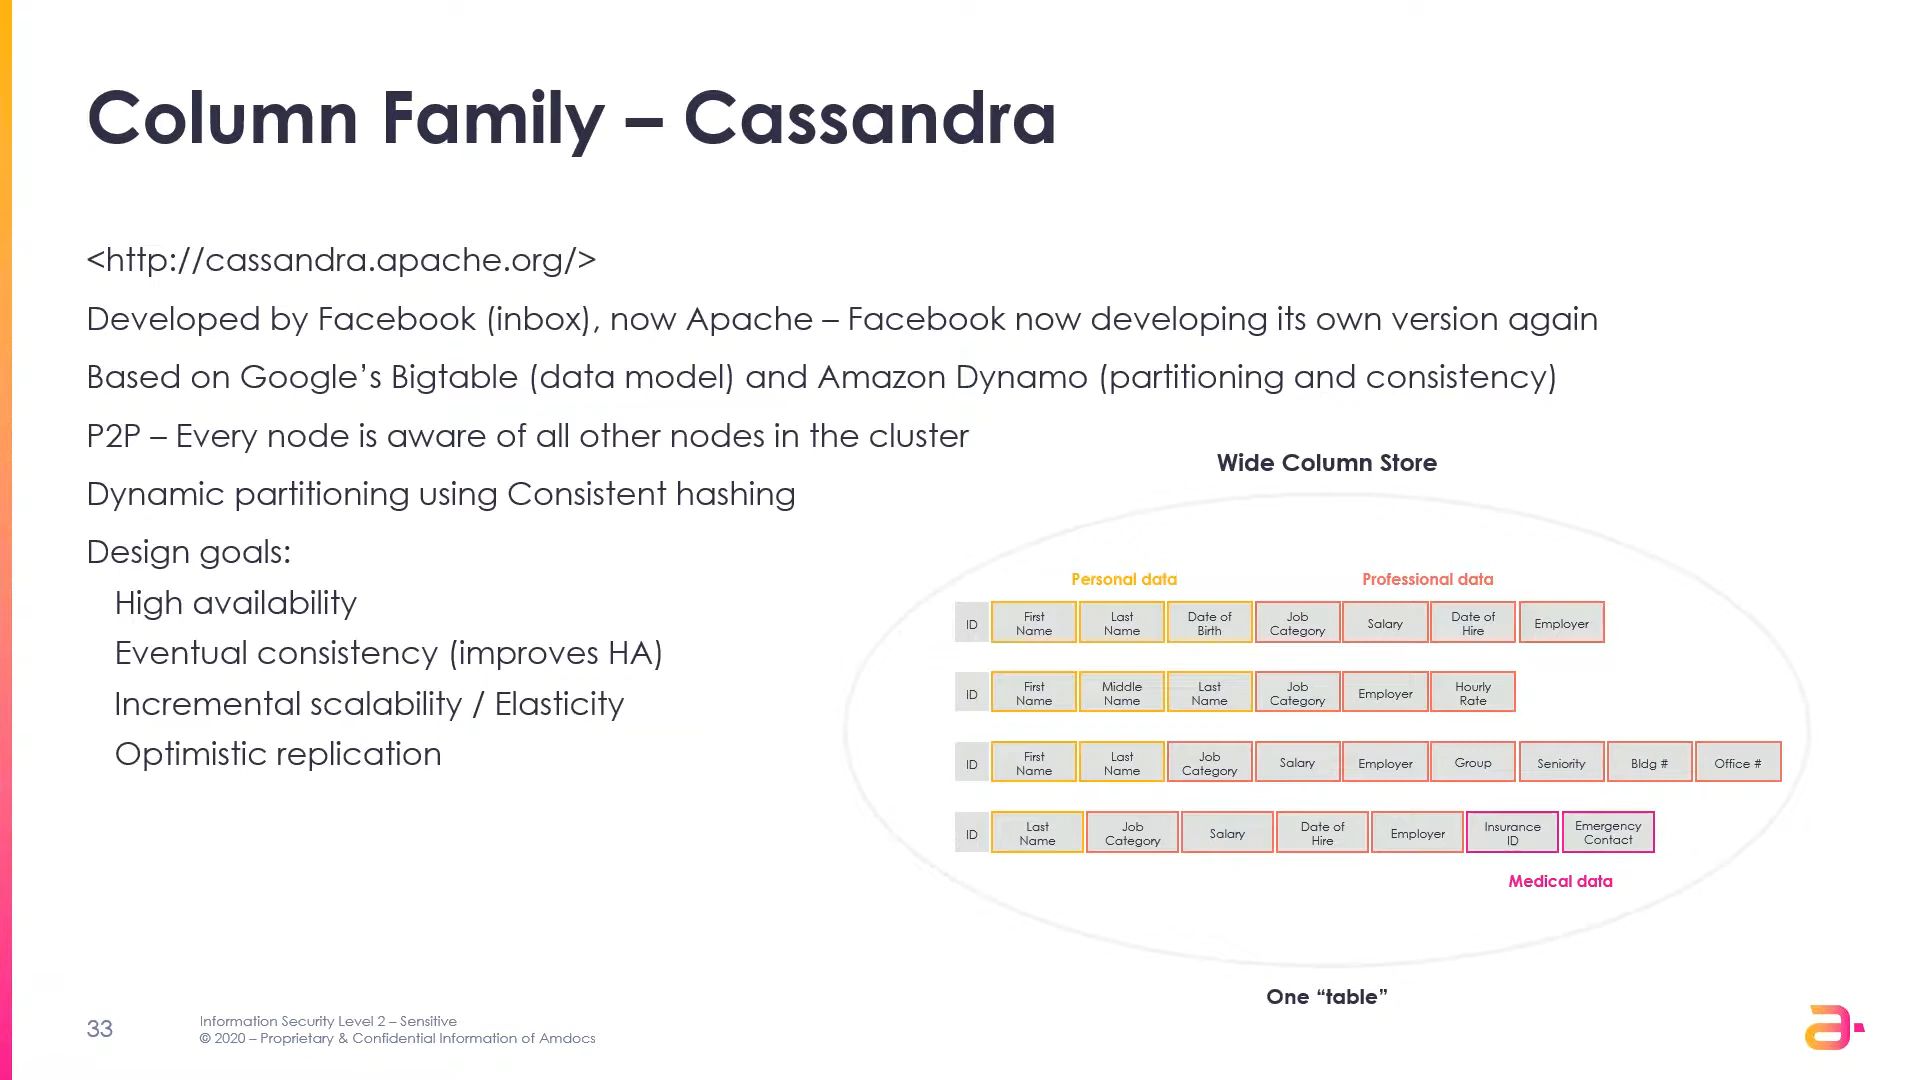 Column Family – Cassandra
<http://cassandra.apache.org/>
Developed by Facebook (inbox), now Apache – Facebook now developing its own version again
Based on Google’s Bigtable (data model) and Amazon Dynamo (partitioning and consistency)
P2P – Every node is aware of all other nodes in the cluster
Dynamic partitioning using Consistent hashing
Design goals:
High availability
Eventual consistency (improves HA)
Incremental scalability / Elasticity
Optimistic replication
Wide Column Store
Personal data Professional data
ID First Name Last Name Date of Birth Job Category Salary Date of Hire Employer
ID First Name Middle Name Last Name Job Category Employer Hourly Rate
ID First Name Last Name Job Category Salary Employer Group Seniority Bldg # Office #
ID Last Name Job Category Salary Date of Hire Employer Insurance ID Emergency Contact
Medical data
One “table”
33
Information Security Level 2 – Sensitive
© 2020 – Proprietary & Confidential Information of Amdocs